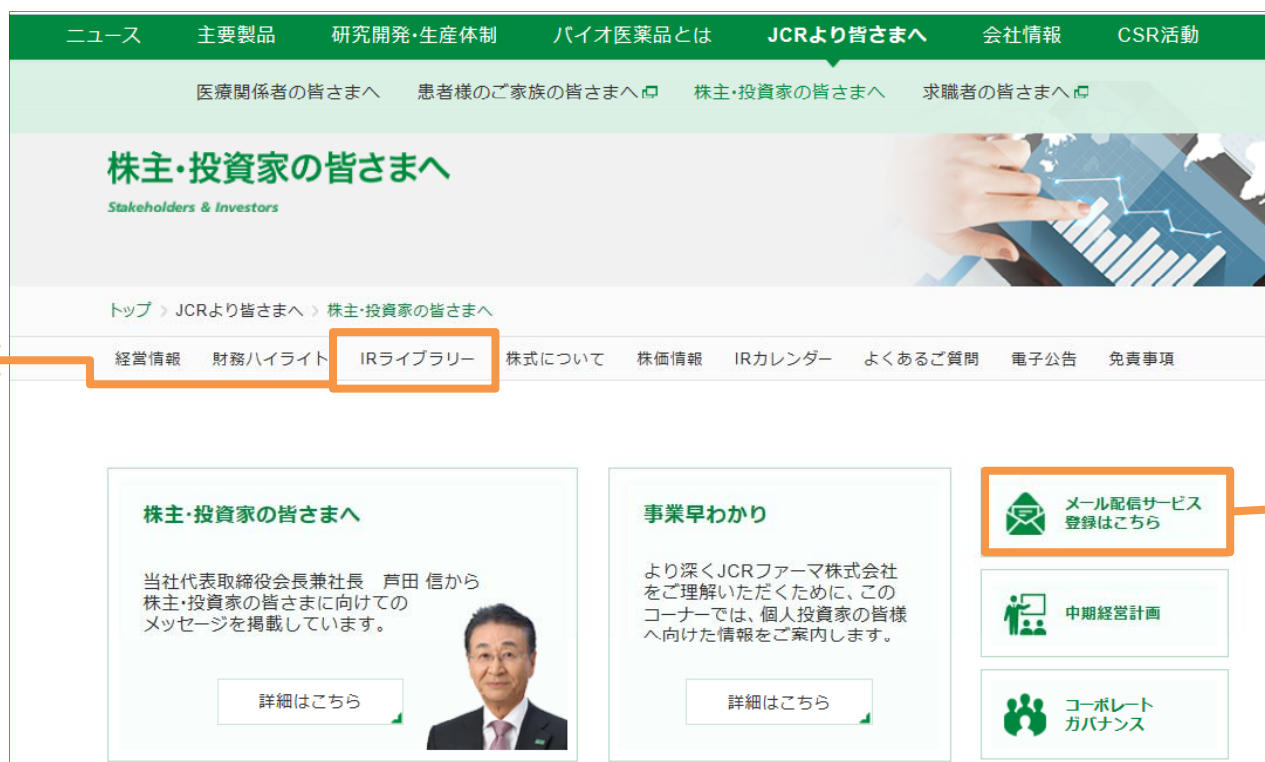 ニュース 主要製品 研究開発・生産体制 バイオ医薬品とは JCRより皆さまへ 会社情報 CSR活動
医療関係者の皆さまへ 患者様のご家族の皆さまへ 株主・投資家の皆さまへ 求職者の皆さまへ
株主・投資家の皆さまへ
Stakeholders & Investors
トップ > JCRより皆さまへ > 株主・投資家の皆さまへ
経営情報 財務ハイライト IRライブラリー 株式について 株価情報 IRカレンダー よくあるご質問 電子公告 免責事項
株主・投資家の皆さまへ
当社代表取締役会長兼社長 芦田 信から
株主・投資家の皆さまに向けての
メッセージを掲載しています。
詳細はこちら
事業早わかり
より深くJCRファーマ株式会社
をご理解いただくために、この
コーナーでは、個人投資家の皆様
へ向けた情報をご案内します。
詳細はこちら
メール配信サービス
登録はこちら
中期経営計画
コーポレート
ガバナンス